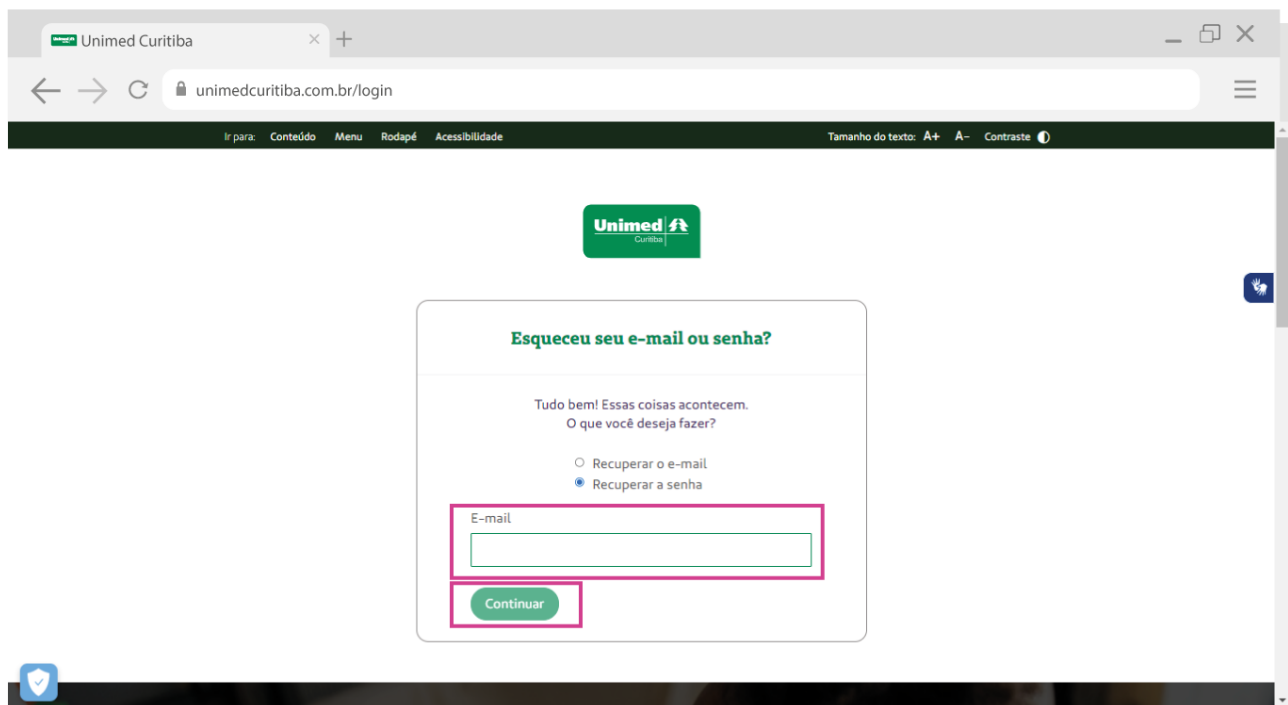 Unimed Curitiba
unimedcuritiba.com.br/login
Ir para: Conteúdo Menu Rodapé Acessibilidade Tamanho do texto: A+ A- Contraste
Unimed
Curitiba
Esqueceu seu e-mail ou senha?
Tudo bem! Essas coisas acontecem.
O que você deseja fazer?
Recuperar o e-mail
Recuperar a senha
E-mail
Continuar